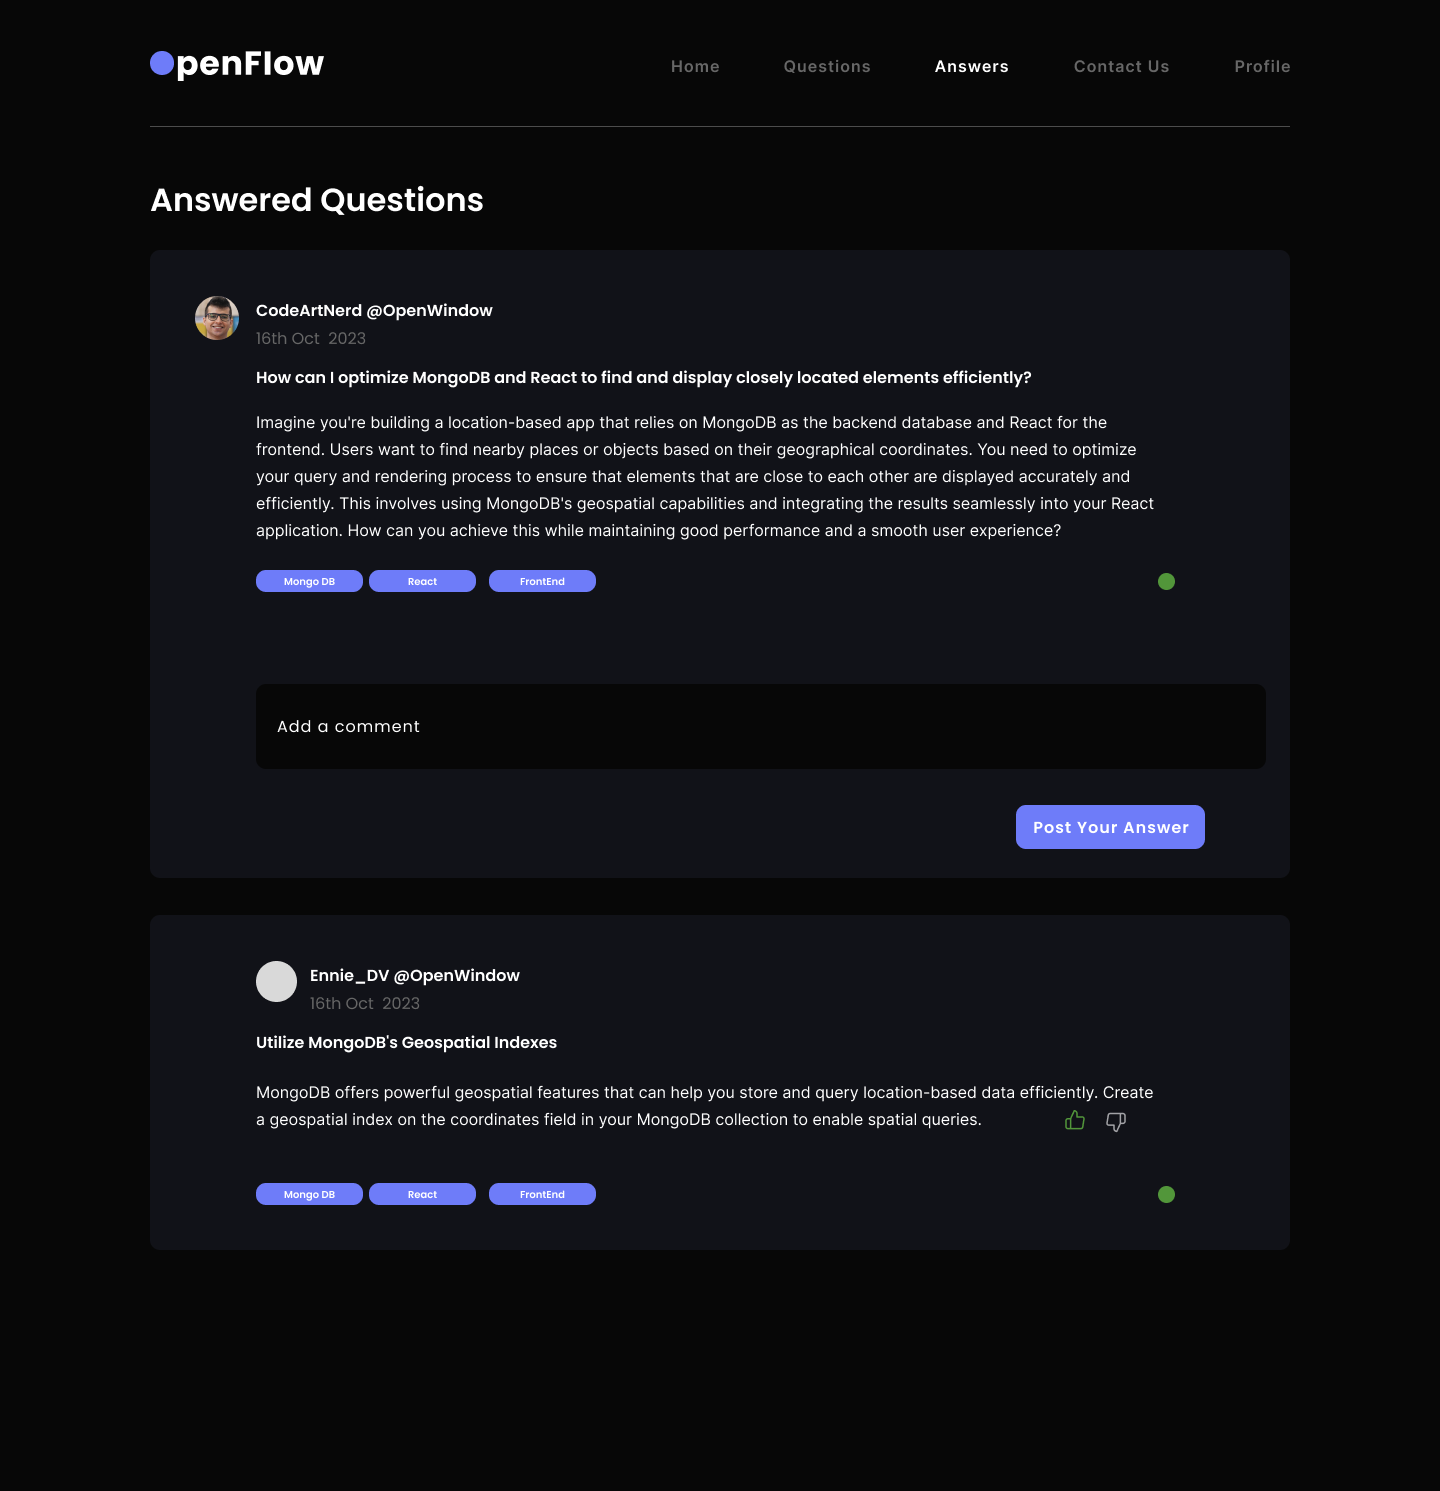 OpenFlow
Home Questions Answers Contact Us Profile
Answered Questions
CodeArtNerd @OpenWindow
16th Oct 2023
How can I optimize MongoDB and React to find and display closely located elements efficiently?
Imagine you're building a location-based app that relies on MongoDB as the backend database and React for the
frontend. Users want to find nearby places or objects based on their geographical coordinates. You need to optimize
your query and rendering process to ensure that elements that are close to each other are displayed accurately and
efficiently. This involves using MongoDB's geospatial capabilities and integrating the results seamlessly into your React
application. How can you achieve this while maintaining good performance and a smooth user experience?
Mongo DB React FrontEnd
Add a comment
Post Your Answer
Ennie_DV @OpenWindow
16th Oct 2023
Utilize MongoDB's Geospatial Indexes
MongoDB offers powerful geospatial features that can help you store and query location-based data efficiently. Create
a geospatial index on the coordinates field in your MongoDB collection to enable spatial queries.
Mongo DB React FrontEnd